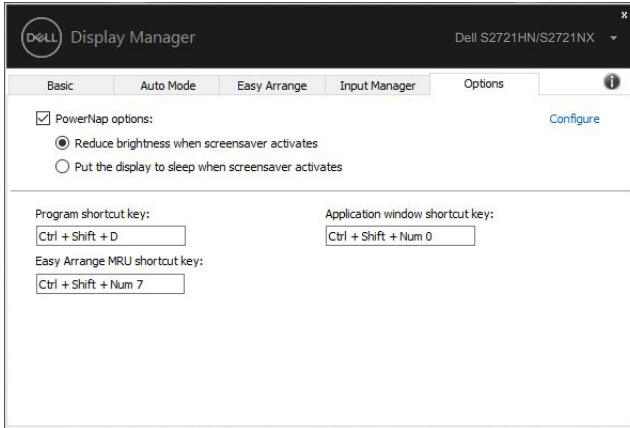 x
DELL Display Manager Dell S2721HN/S2721NX
Basic Auto Mode Easy Arrange Input Manager Options i
PowerNap options: Configure
Reduce brightness when screensaver activates
Put the display to sleep when screensaver activates
Program shortcut key: Application window shortcut key:
Ctrl + Shift + D Ctrl + Shift + Num 0
Easy Arrange MRU shortcut key:
Ctrl + Shift + Num 7